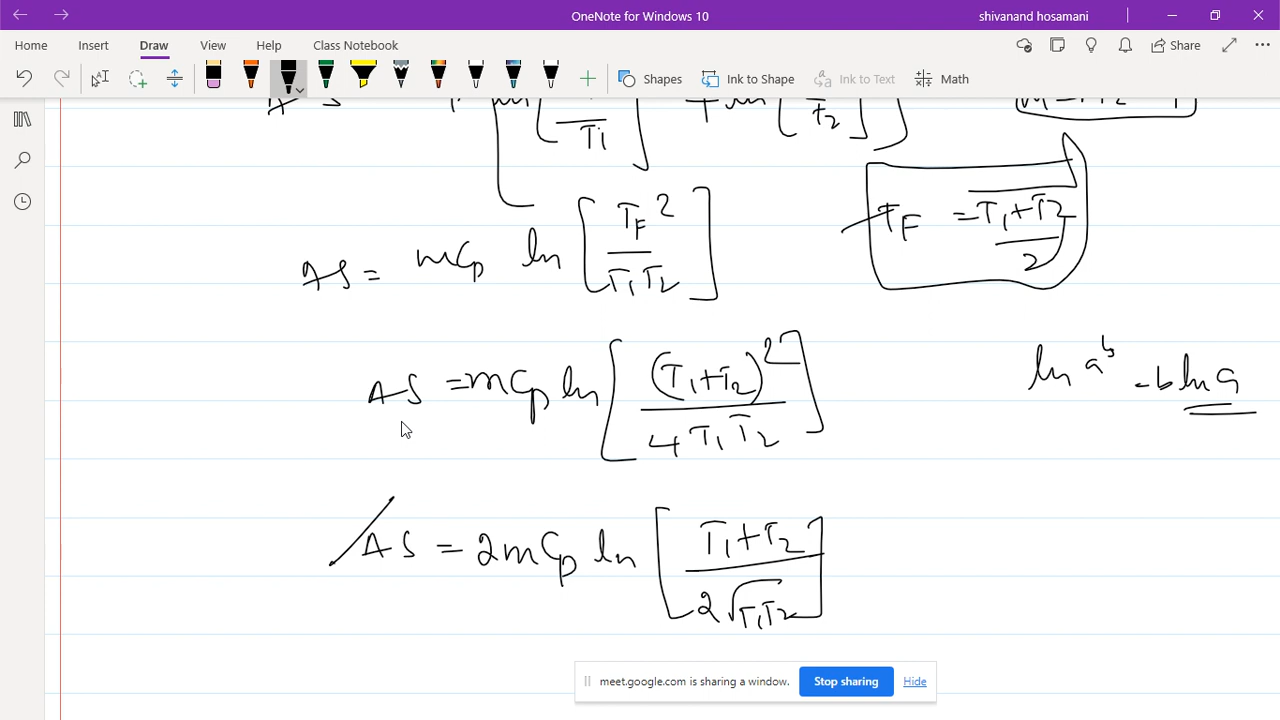 OneNote for Windows 10
shivanand hosamani
Home Insert Draw View Help Class Notebook
Share
Shapes Ink to Shape Ink to Text Math
T1
T2
TF = T1+T2 / 2
ΔS = mCp ln [ TF² / T1T2 ]
ΔS = mCp ln [ (T1+T2)² / 4T1T2 ]
ln a^b = b ln a
ΔS = 2mCp ln [ T1+T2 / 2√T1T2 ]
meet.google.com is sharing a window. Stop sharing Hide